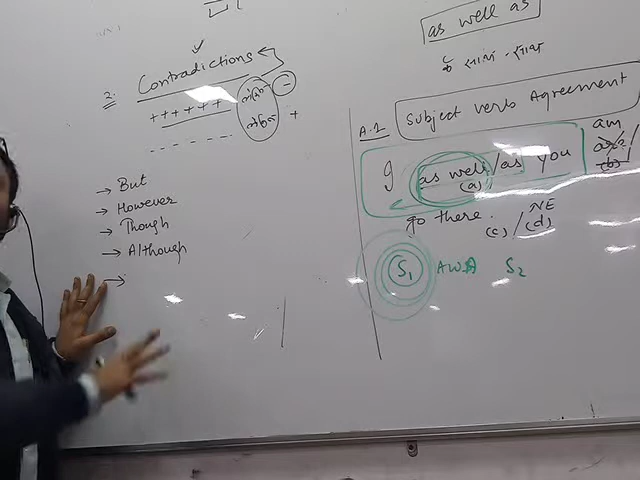 2. Contradictions
+ + + + + +
- - - - - -
+
→ But
→ However
→ Though
→ Although
→
as well as
Subject verb Agreement
A.1
I as well / as you
(a)
am
(b)
go there.
(c) / (d)
NE
S1 AWA S2